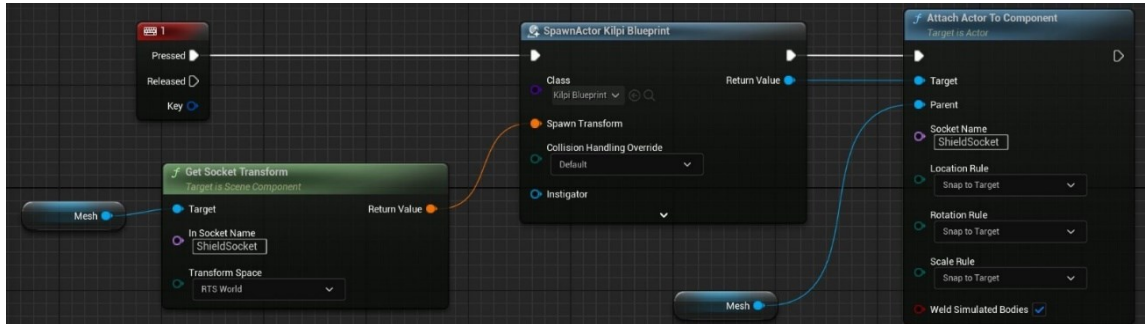 1
Pressed
Released
Key
f Get Socket Transform
Target is Scene Component
Mesh
Target
Return Value
In Socket Name
ShieldSocket
Transform Space
RTS World
SpawnActor Kilpi Blueprint
Class
Return Value
Kilpi Blueprint
Spawn Transform
Collision Handling Override
Default
Instigator
Mesh
f Attach Actor To Component
Target is Actor
Target
Parent
Socket Name
ShieldSocket
Location Rule
Snap to Target
Rotation Rule
Snap to Target
Scale Rule
Snap to Target
Weld Simulated Bodies